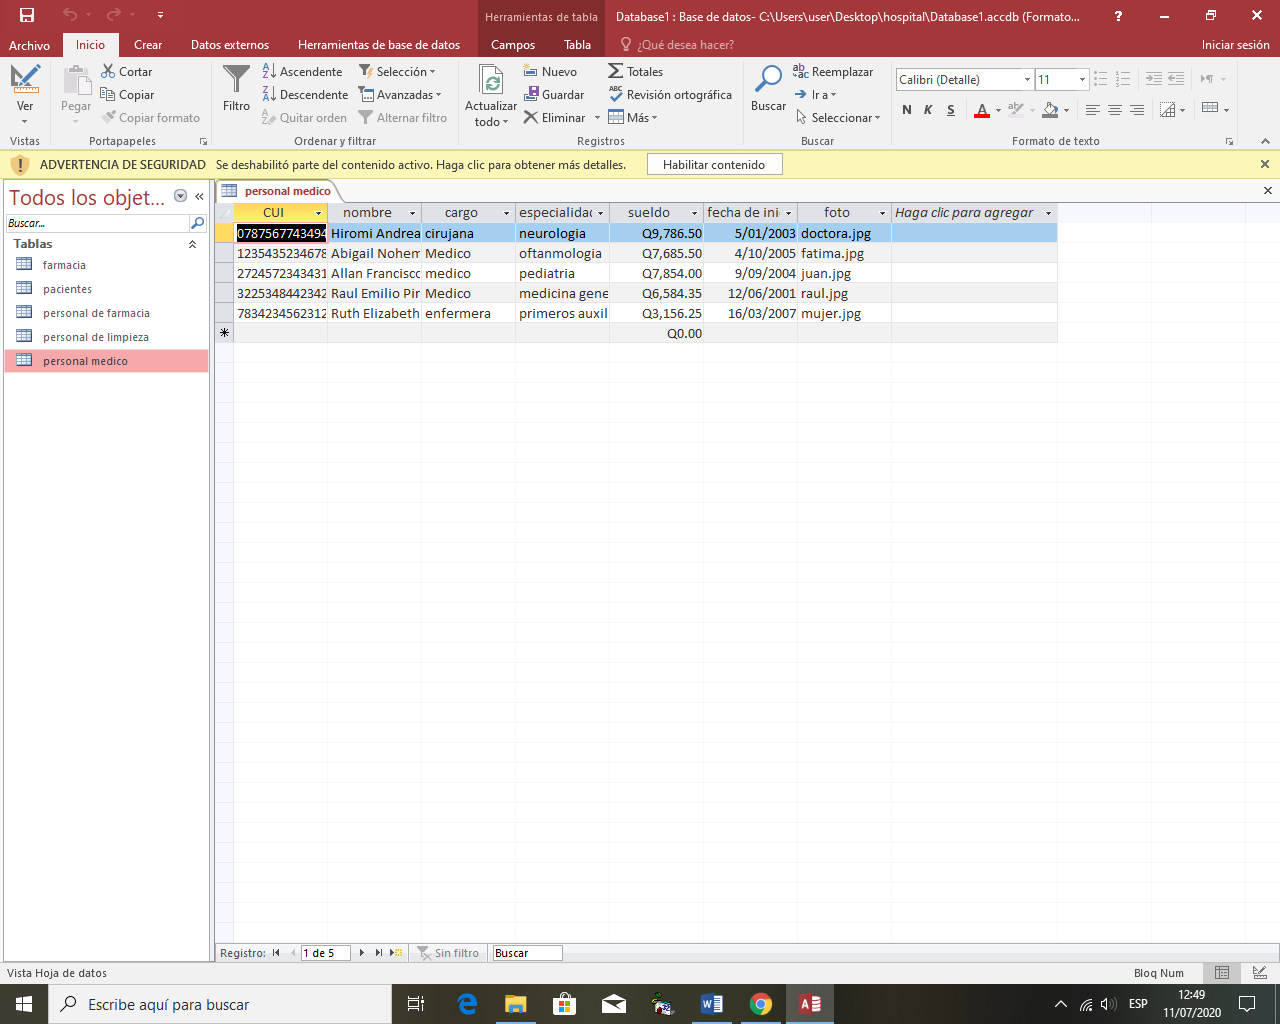 Herramientas de tabla Database1 : Base de datos- C:\Users\user\Desktop\hospital\Database1.accdb (Formato... ?
Archivo Inicio Crear Datos externos Herramientas de base de datos Campos Tabla ¿Qué desea hacer? Iniciar sesión
Ver
Vistas
Pegar
Cortar
Copiar
Copiar formato
Portapapeles
Filtro
Ascendente
Descendente
Quitar orden
Selección
Avanzadas
Alternar filtro
Ordenar y filtrar
Actualizar
todo
Nuevo
Guardar
Eliminar
Totales
Revisión ortográfica
Más
Registros
Buscar
Reemplazar
Ir a
Seleccionar
Buscar
Calibri (Detalle) 11
N K S
Formato de texto
ADVERTENCIA DE SEGURIDAD Se deshabilitó parte del contenido activo. Haga clic para obtener más detalles. Habilitar contenido
Todos los objet...
Buscar...
Tablas
farmacia
pacientes
personal de farmacia
personal de limpieza
personal medico
personal medico
CUI nombre cargo especialidad sueldo fecha de ini foto Haga clic para agregar
0787567743494 Hiromi Andrea cirujana neurologia Q9,786.50 5/01/2003 doctora.jpg
1235435234678 Abigail Nohem Medico oftanmologia Q7,685.50 4/10/2005 fatima.jpg
2724572343431 Allan Francisco medico pediatria Q7,854.00 9/09/2004 juan.jpg
3225348442342 Raul Emilio Pir Medico medicina gene Q6,584.35 12/06/2001 raul.jpg
7834234562312 Ruth Elizabeth enfermera primeros auxil Q3,156.25 16/03/2007 mujer.jpg
Q0.00
Registro: 1 de 5 Sin filtro Buscar
Vista Hoja de datos Bloq Num
Escribe aquí para buscar ESP 12:49
11/07/2020